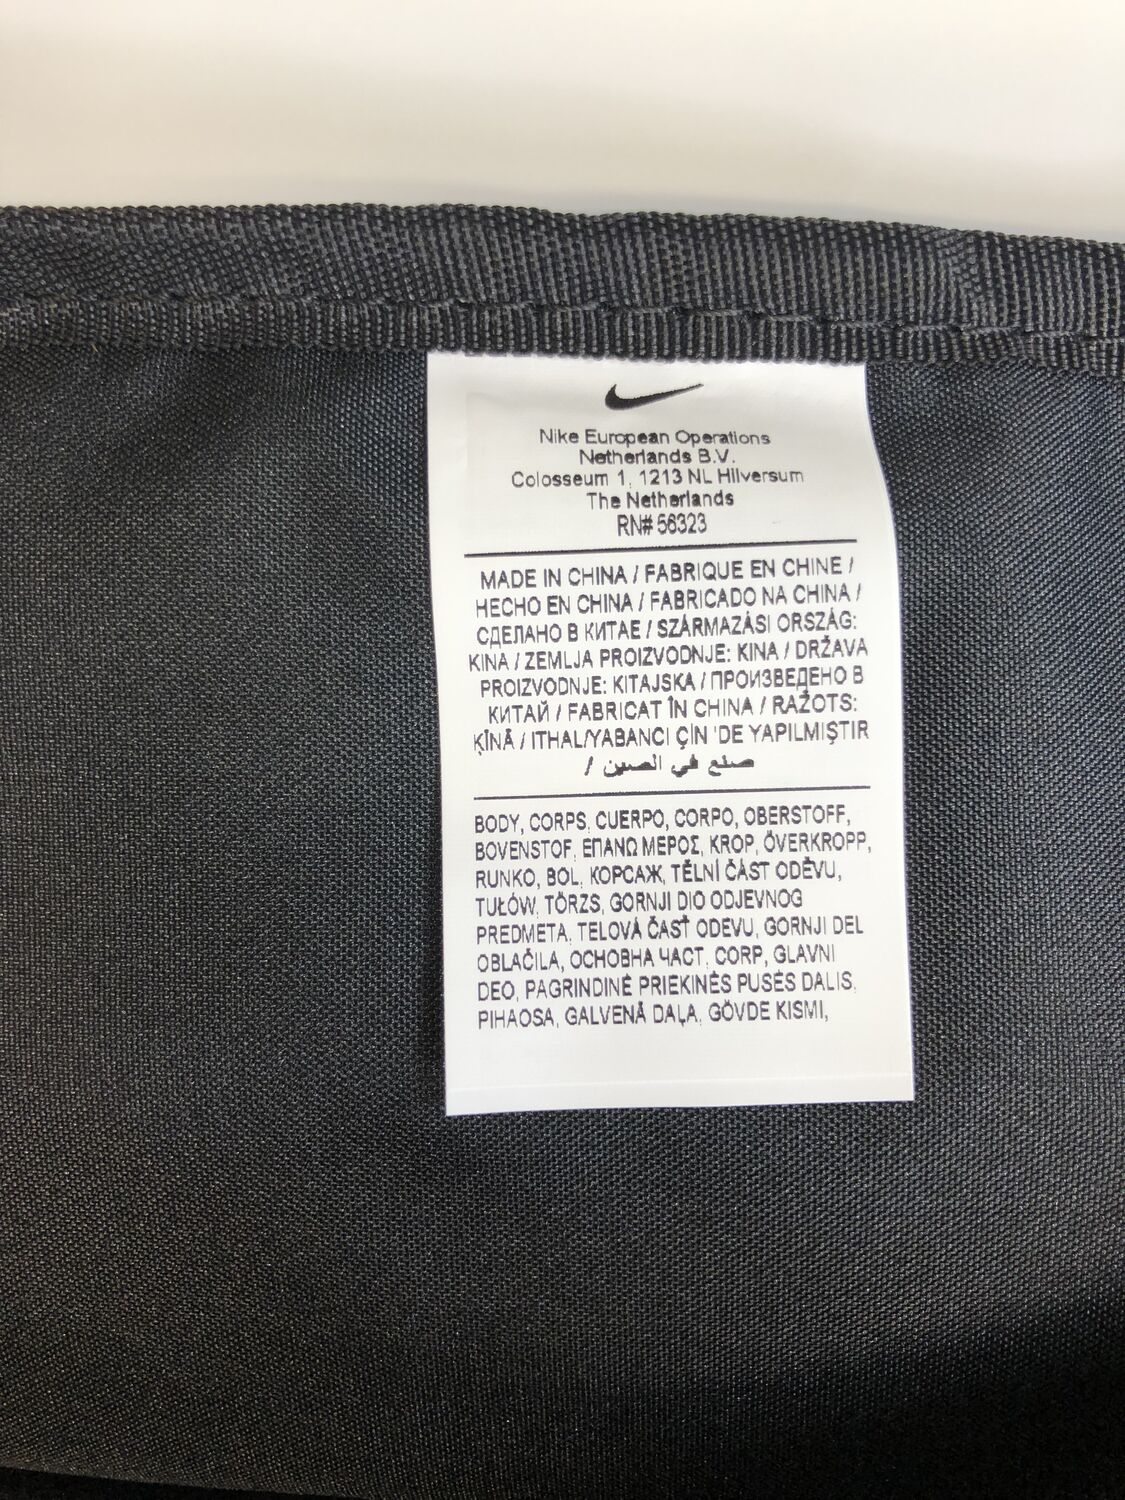 Nike European Operations
Netherlands B.V.
Colosseum 1, 1213 NL Hilversum
The Netherlands
RN# 56323
MADE IN CHINA / FABRIQUE EN CHINE /
HECHO EN CHINA / FABRICADO NA CHINA /
СДЕЛАНО В КИТАЕ / SZÁRMAZÁSI ORSZÁG:
KINA / ZEMLJA PROIZVODNJE: KINA / DRŽAVA
PROIZVODNJE: KITAJSKA / ПРОИЗВЕДЕНО В
КИТАЙ / FABRICAT ÎN CHINA / RAŽOTS:
ĶĪNĀ / ITHAL/YABANCI ÇİN 'DE YAPILMIŞTIR
صنع في الصين /
BODY, CORPS, CUERPO, CORPO, OBERSTOFF,
BOVENSTOF, ΕΠΑΝΩ ΜΕΡΟΣ, KROP, ÖVERKROPP,
RUNKO, BOL, КОРСАЖ, TĚLNÍ ČÁST ODĚVU,
TUŁÓW, TÖRZS, GORNJI DIO ODJEVNOG
PREDMETA, TELOVÁ ČASŤ ODEVU, GORNJI DEL
OBLAČILA, ОСНОВНА ЧАСТ, CORP, GLAVNI
DEO, PAGRINDINĖ PRIEKINĖS PUSĖS DALIS,
PIHAOSA, GALVENĀ DAĻA, GÖVDE KISMI,